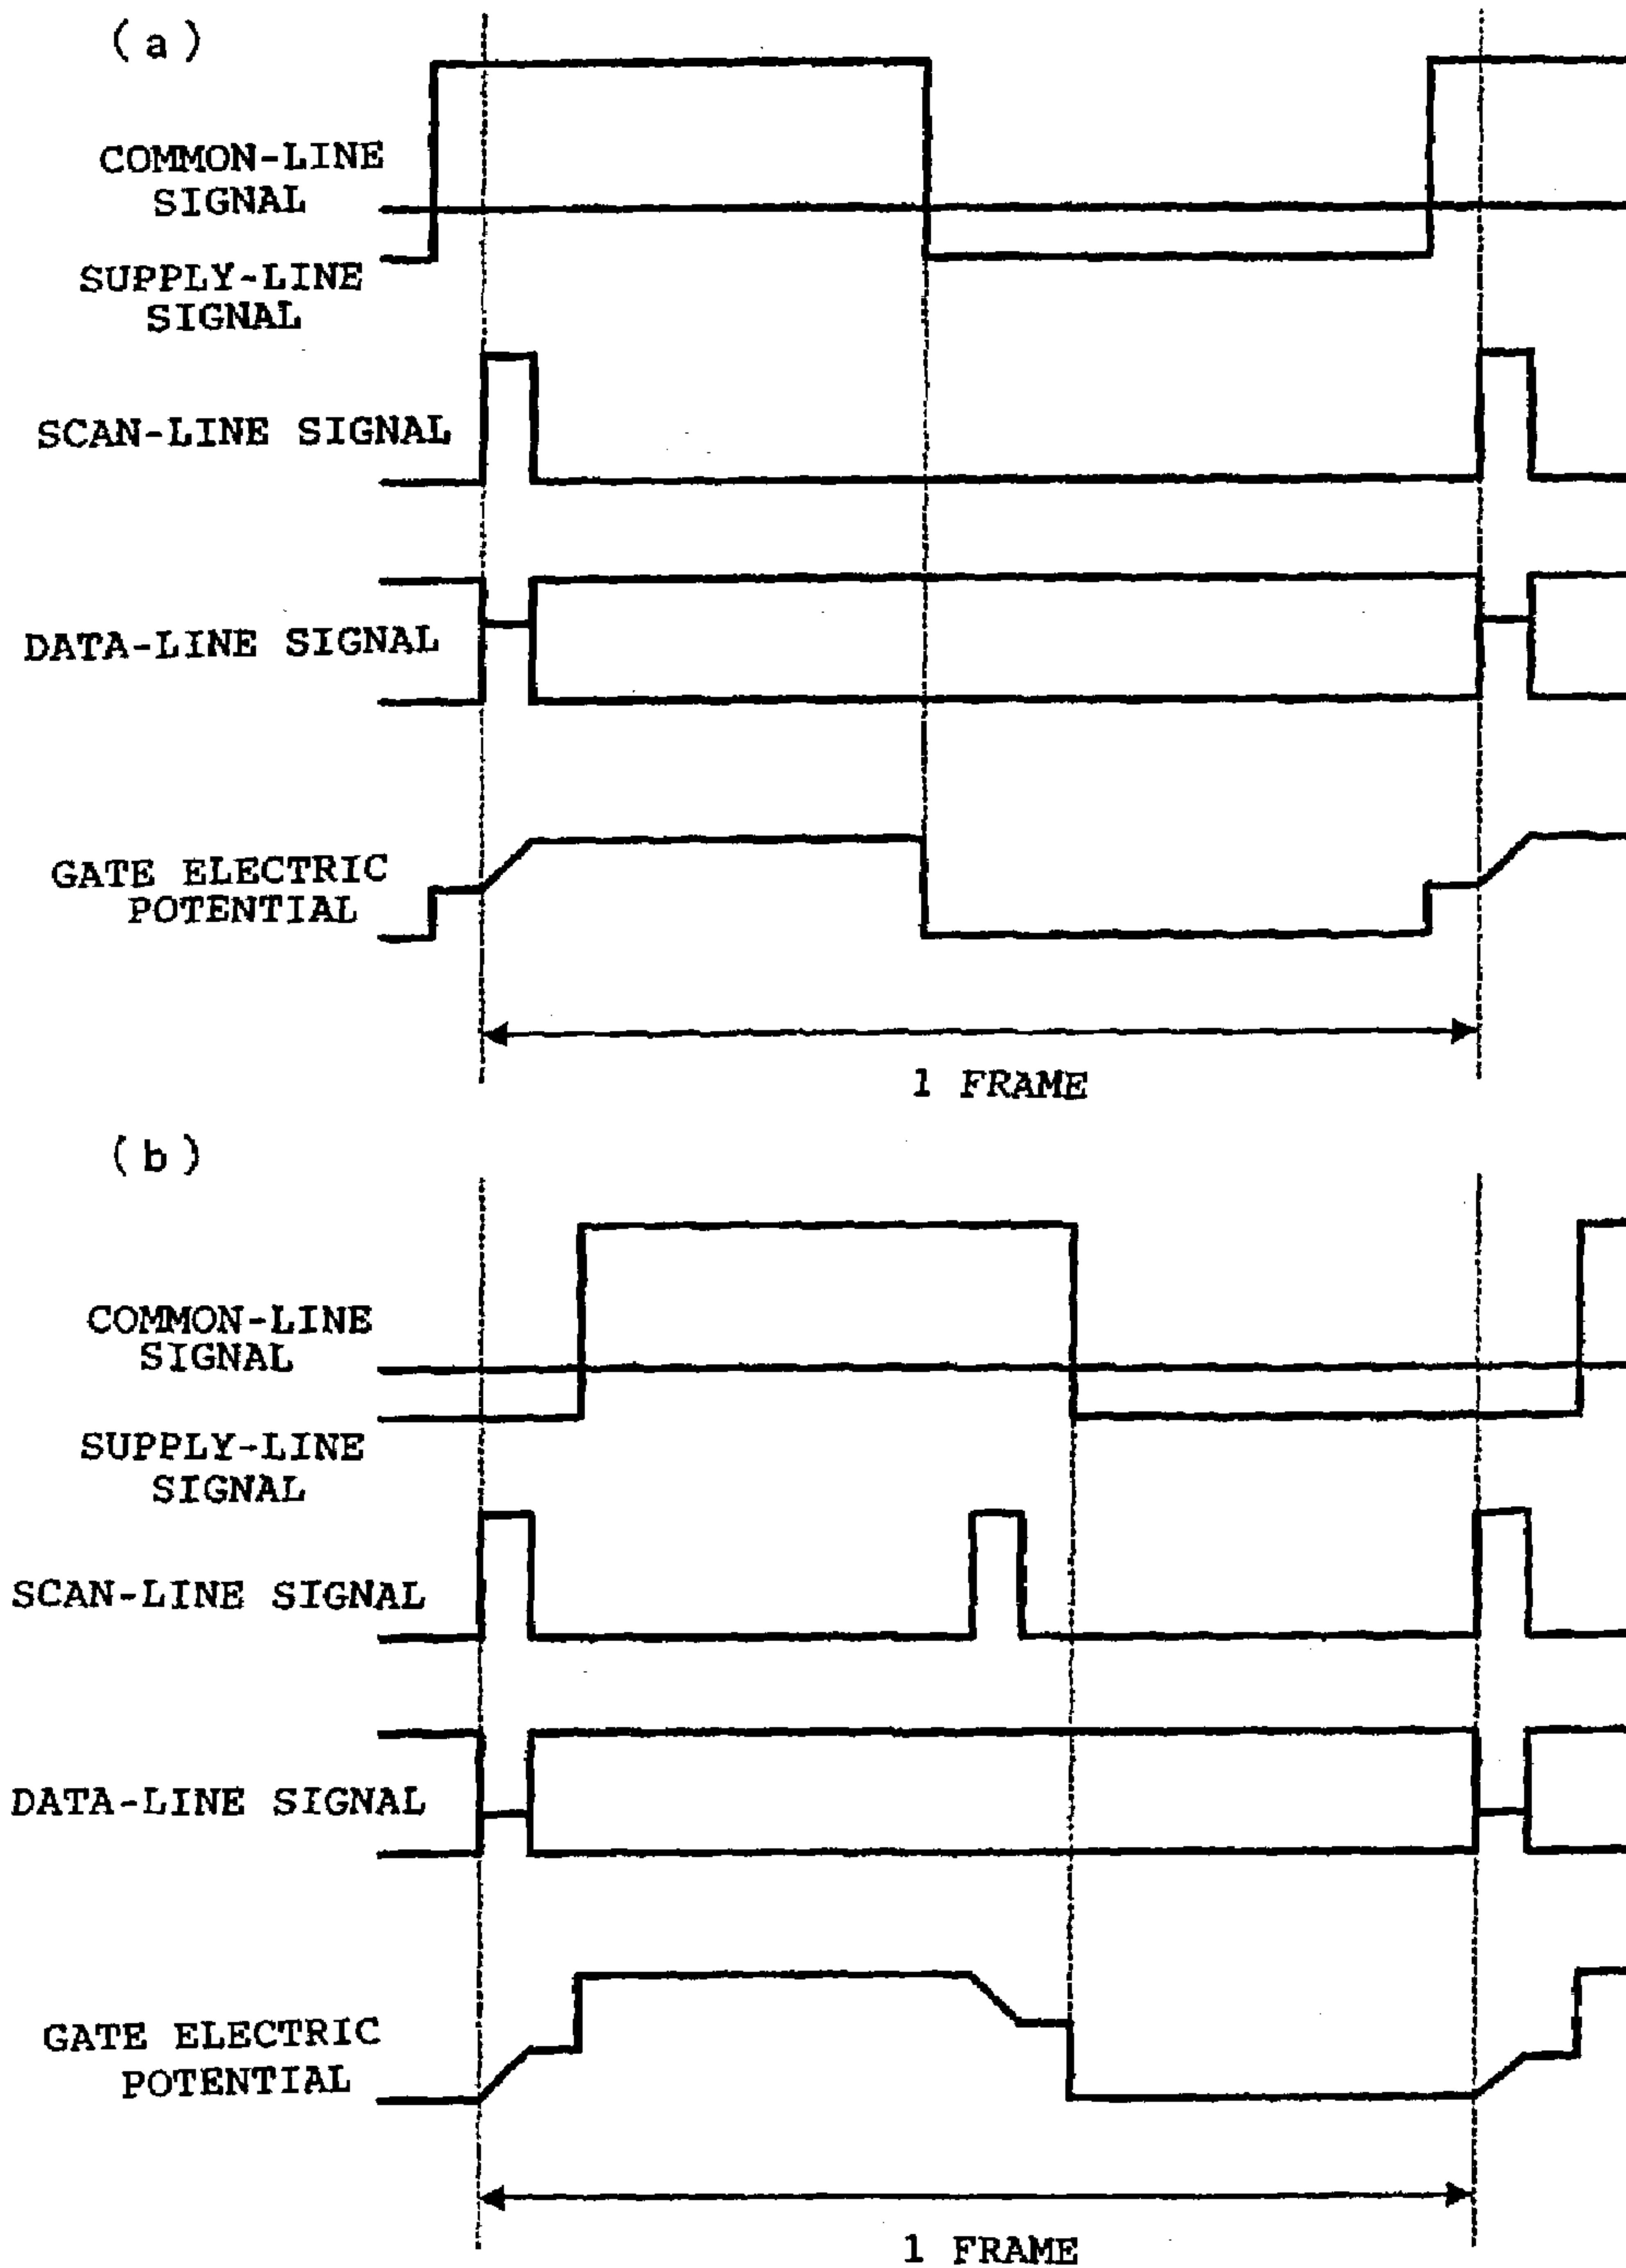 (a)
COMMON-LINE
SIGNAL
SUPPLY-LINE
SIGNAL
SCAN-LINE SIGNAL
DATA-LINE SIGNAL
GATE ELECTRIC
POTENTIAL
1 FRAME
(b)
COMMON-LINE
SIGNAL
SUPPLY-LINE
SIGNAL
SCAN-LINE SIGNAL
DATA-LINE SIGNAL
GATE ELECTRIC
POTENTIAL
1 FRAME